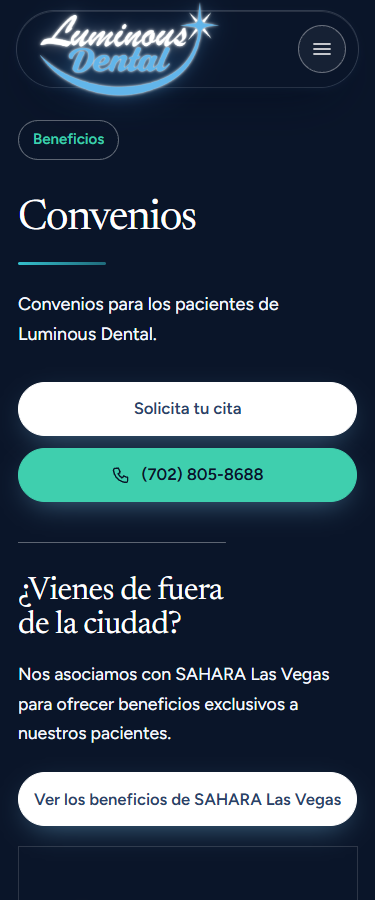 Luminous
Dental
Beneficios
Convenios
Convenios para los pacientes de
Luminous Dental.
Solicita tu cita
(702) 805-8688
¿Vienes de fuera
de la ciudad?
Nos asociamos con SAHARA Las Vegas
para ofrecer beneficios exclusivos a
nuestros pacientes.
Ver los beneficios de SAHARA Las Vegas